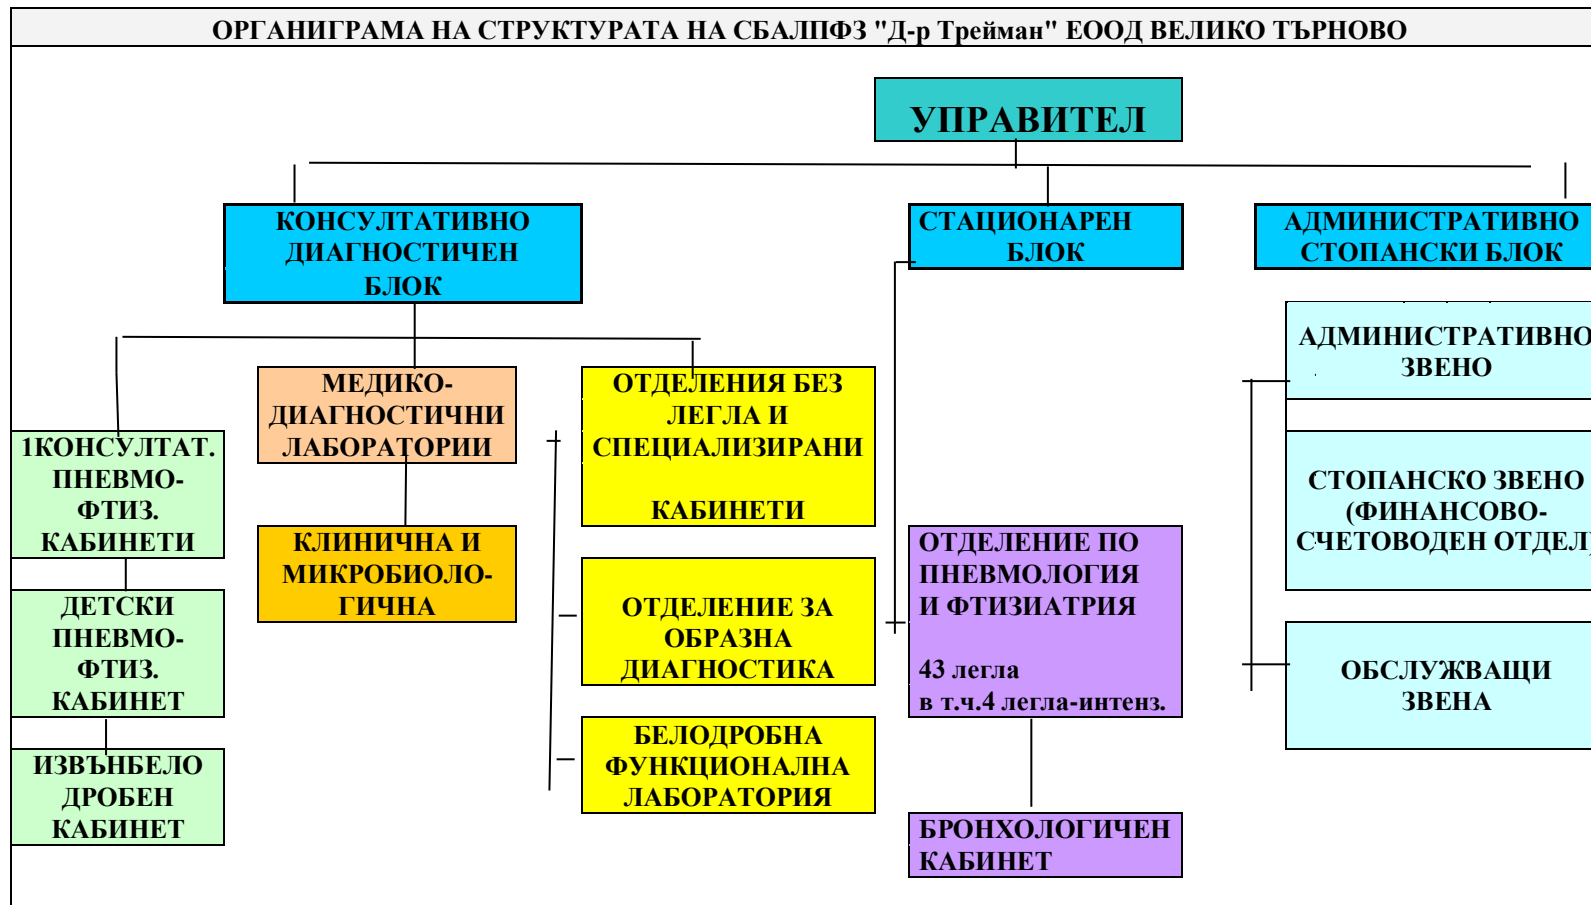 ОРГАНИГРАМА НА СТРУКТУРАТА НА СБАЛПФЗ "Д-р Трейман" ЕООД ВЕЛИКО ТЪРНОВО
УПРАВИТЕЛ
КОНСУЛТАТИВНО
ДИАГНОСТИЧЕН
БЛОК
СТАЦИОНАРЕН
БЛОК
АДМИНИСТРАТИВНО
СТОПАНСКИ БЛОК
1КОНСУЛТАТ.
ПНЕВМО-
ФТИЗ.
КАБИНЕТИ
ДЕТСКИ
ПНЕВМО-
ФТИЗ.
КАБИНЕТ
ИЗВЪНБЕЛО
ДРОБЕН
КАБИНЕТ
МЕДИКО-
ДИАГНОСТИЧНИ
ЛАБОРАТОРИИ
КЛИНИЧНА И
МИКРОБИОЛО-
ГИЧНА
ОТДЕЛЕНИЯ БЕЗ
ЛЕГЛА И
СПЕЦИАЛИЗИРАНИ
КАБИНЕТИ
ОТДЕЛЕНИЕ ЗА
ОБРАЗНА
ДИАГНОСТИКА
БЕЛОДРОБНА
ФУНКЦИОНАЛНА
ЛАБОРАТОРИЯ
ОТДЕЛЕНИЕ ПО
ПНЕВМОЛОГИЯ
И ФТИЗИАТРИЯ
43 легла
в т.ч.4 легла-интенз.
БРОНХОЛОГИЧЕН
КАБИНЕТ
АДМИНИСТРАТИВНО
ЗВЕНО
СТОПАНСКО ЗВЕНО
(ФИНАНСОВО-
СЧЕТОВОДЕН ОТДЕЛ)
ОБСЛУЖВАЩИ
ЗВЕНА